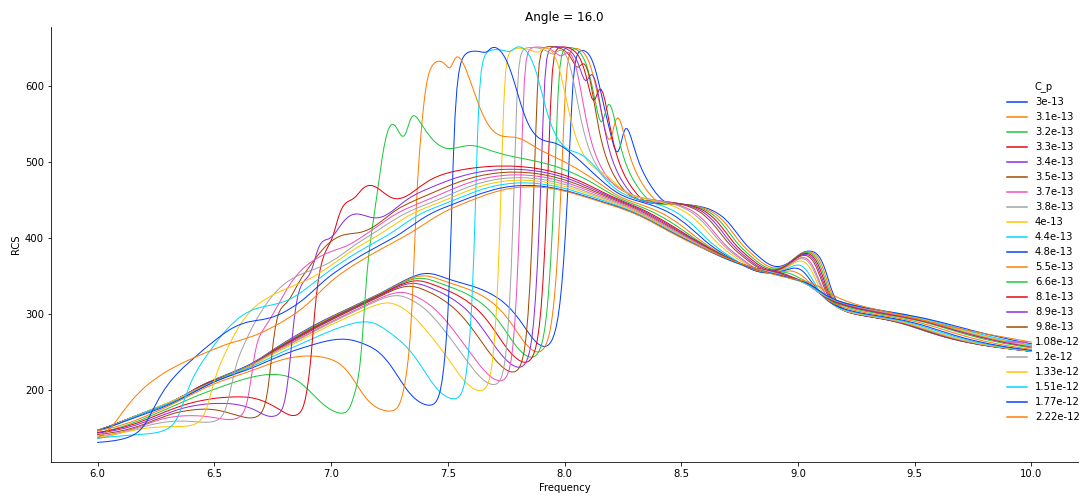 Angle = 16.0
RCS
600
500
400
300
200
6.0 6.5 7.0 7.5 8.0 8.5 9.0 9.5 10.0
Frequency
C_p
3e-13
3.1e-13
3.2e-13
3.3e-13
3.4e-13
3.5e-13
3.7e-13
3.8e-13
4e-13
4.4e-13
4.8e-13
5.5e-13
6.6e-13
8.1e-13
8.9e-13
9.8e-13
1.08e-12
1.2e-12
1.33e-12
1.51e-12
1.77e-12
2.22e-12